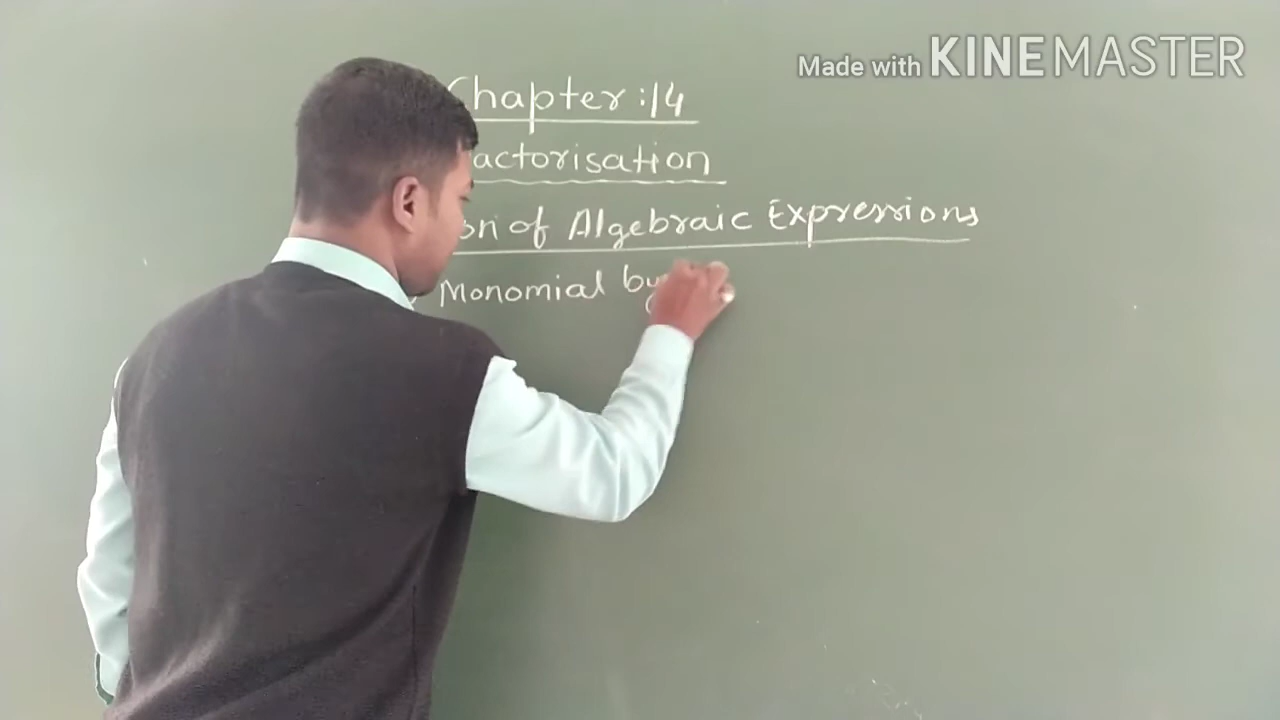 Made with KINEMASTER
Chapter :14
actorisation
on of Algebraic Expressions
Monomial by